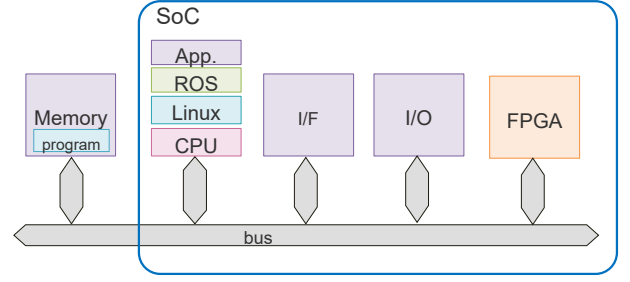 SoC
App.
ROS
Linux
CPU
Memory
program
I/F
I/O
FPGA
bus